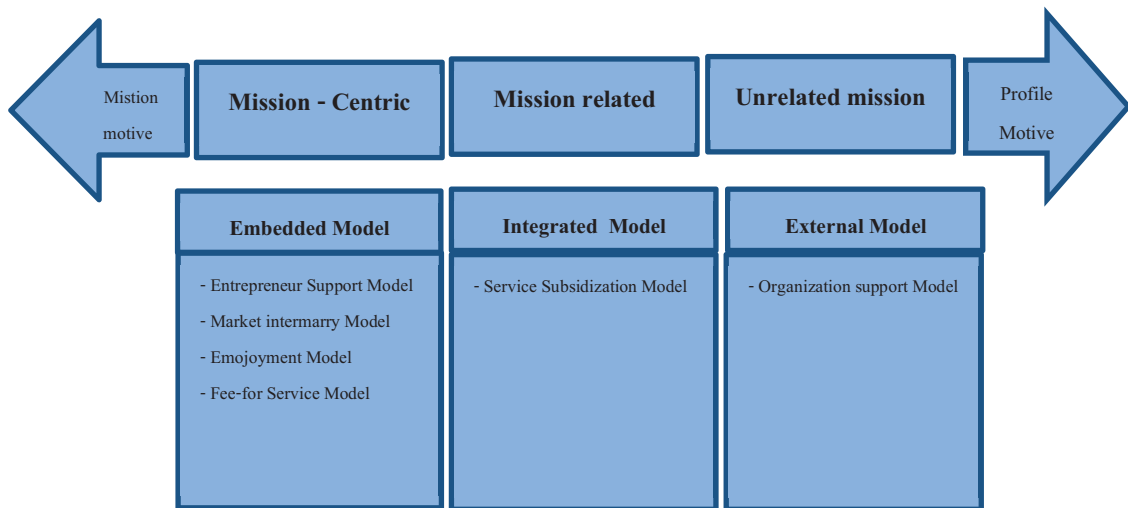 Mistion
motive
Mission - Centric
Mission related
Unrelated mission
Profile
Motive
Embedded Model
- Entrepreneur Support Model
- Market intermarry Model
- Emojoyment Model
- Fee-for Service Model
Integrated Model
- Service Subsidization Model
External Model
- Organization support Model